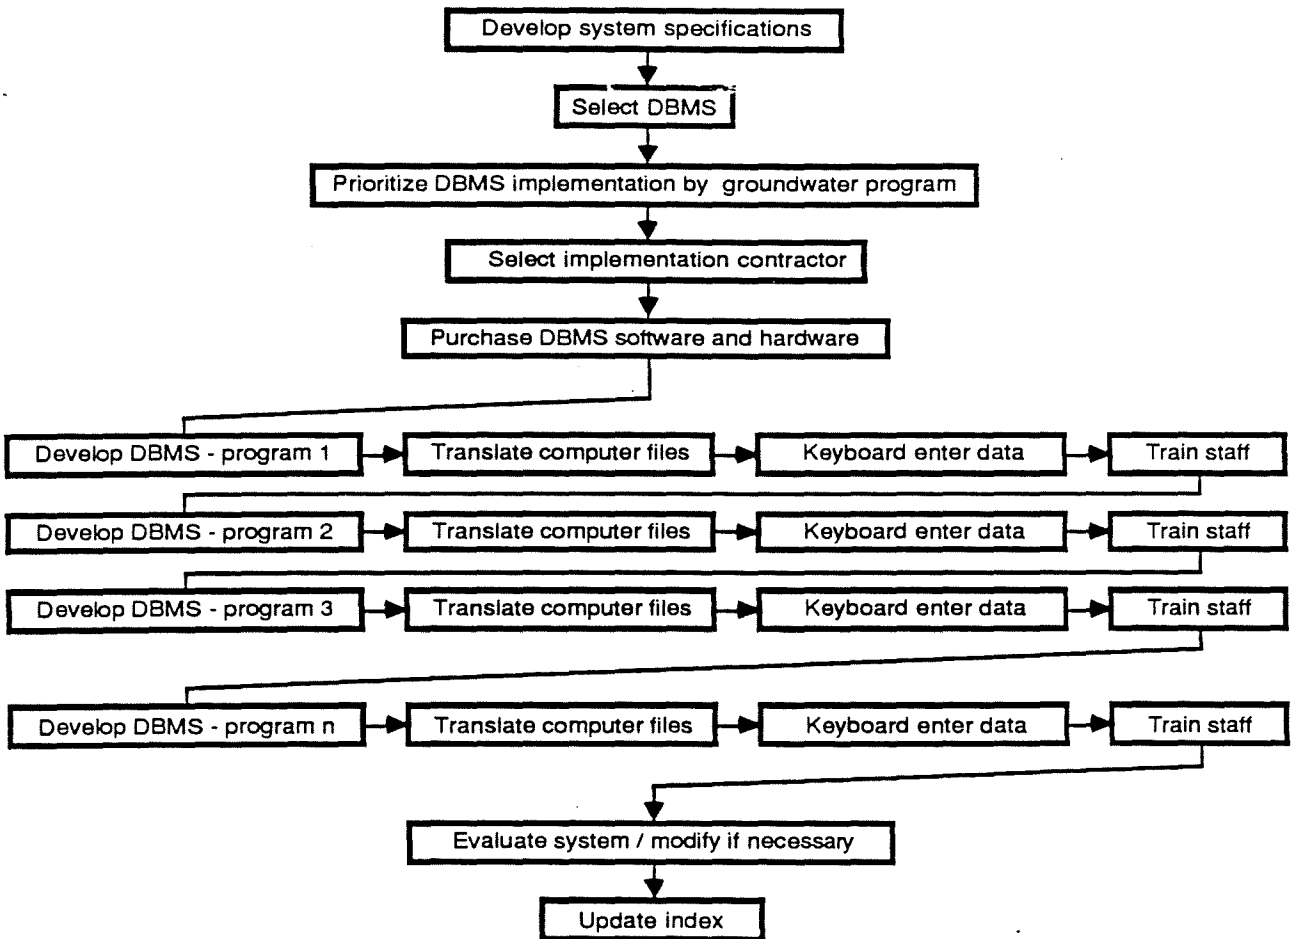 Develop system specifications
Select DBMS
Prioritize DBMS implementation by groundwater program
Select implementation contractor
Purchase DBMS software and hardware
Develop DBMS - program 1
Translate computer files
Keyboard enter data
Train staff
Develop DBMS - program 2
Translate computer files
Keyboard enter data
Train staff
Develop DBMS - program 3
Translate computer files
Keyboard enter data
Train staff
Develop DBMS - program n
Translate computer files
Keyboard enter data
Train staff
Evaluate system / modify if necessary
Update index